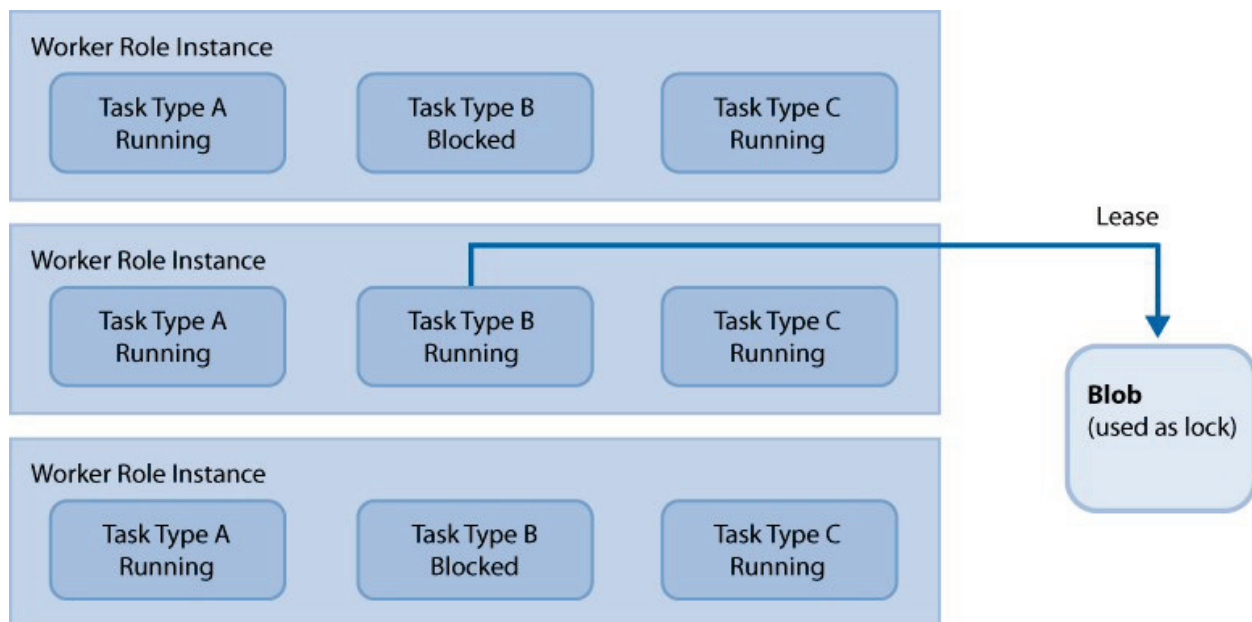 Worker Role Instance
Task Type A
Running
Task Type B
Blocked
Task Type C
Running
Lease
Worker Role Instance
Task Type A
Running
Task Type B
Running
Task Type C
Running
Blob
(used as lock)
Worker Role Instance
Task Type A
Running
Task Type B
Blocked
Task Type C
Running